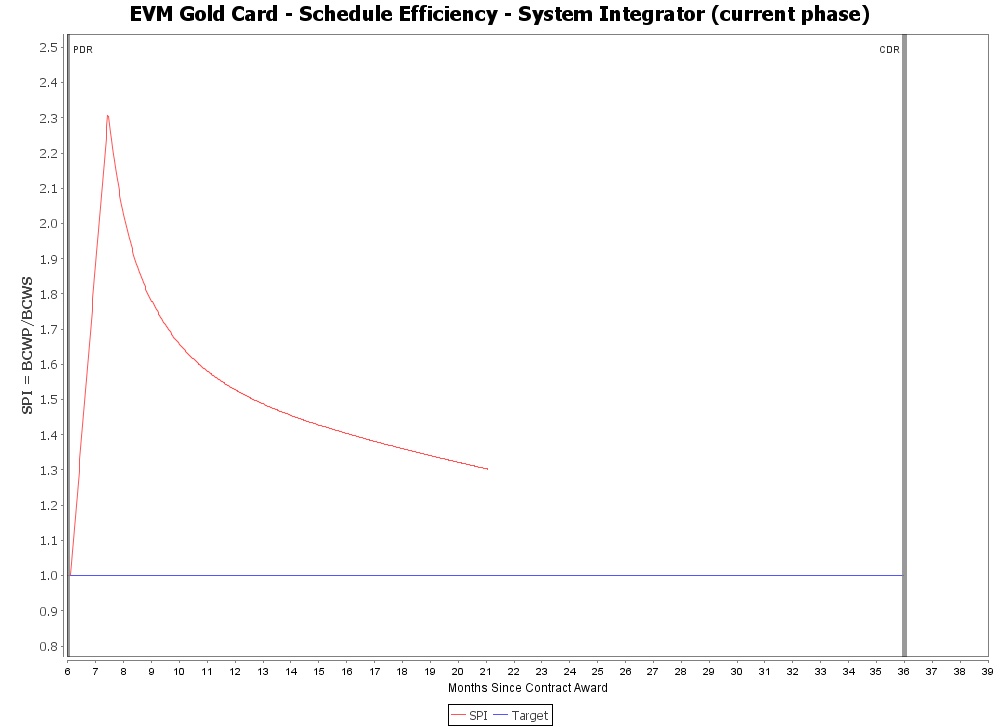 EVM Gold Card - Schedule Efficiency - System Integrator (current phase)
PDR
CDR
2.5
2.4
2.3
2.2
2.1
2.0
1.9
1.8
1.7
1.6
1.5
1.4
1.3
1.2
1.1
1.0
0.9
0.8
SPI = BCWP/BCWS
6 7 8 9 10 11 12 13 14 15 16 17 18 19 20 21 22 23 24 25 26 27 28 29 30 31 32 33 34 35 36 37 38 39
Months Since Contract Award
SPI Target